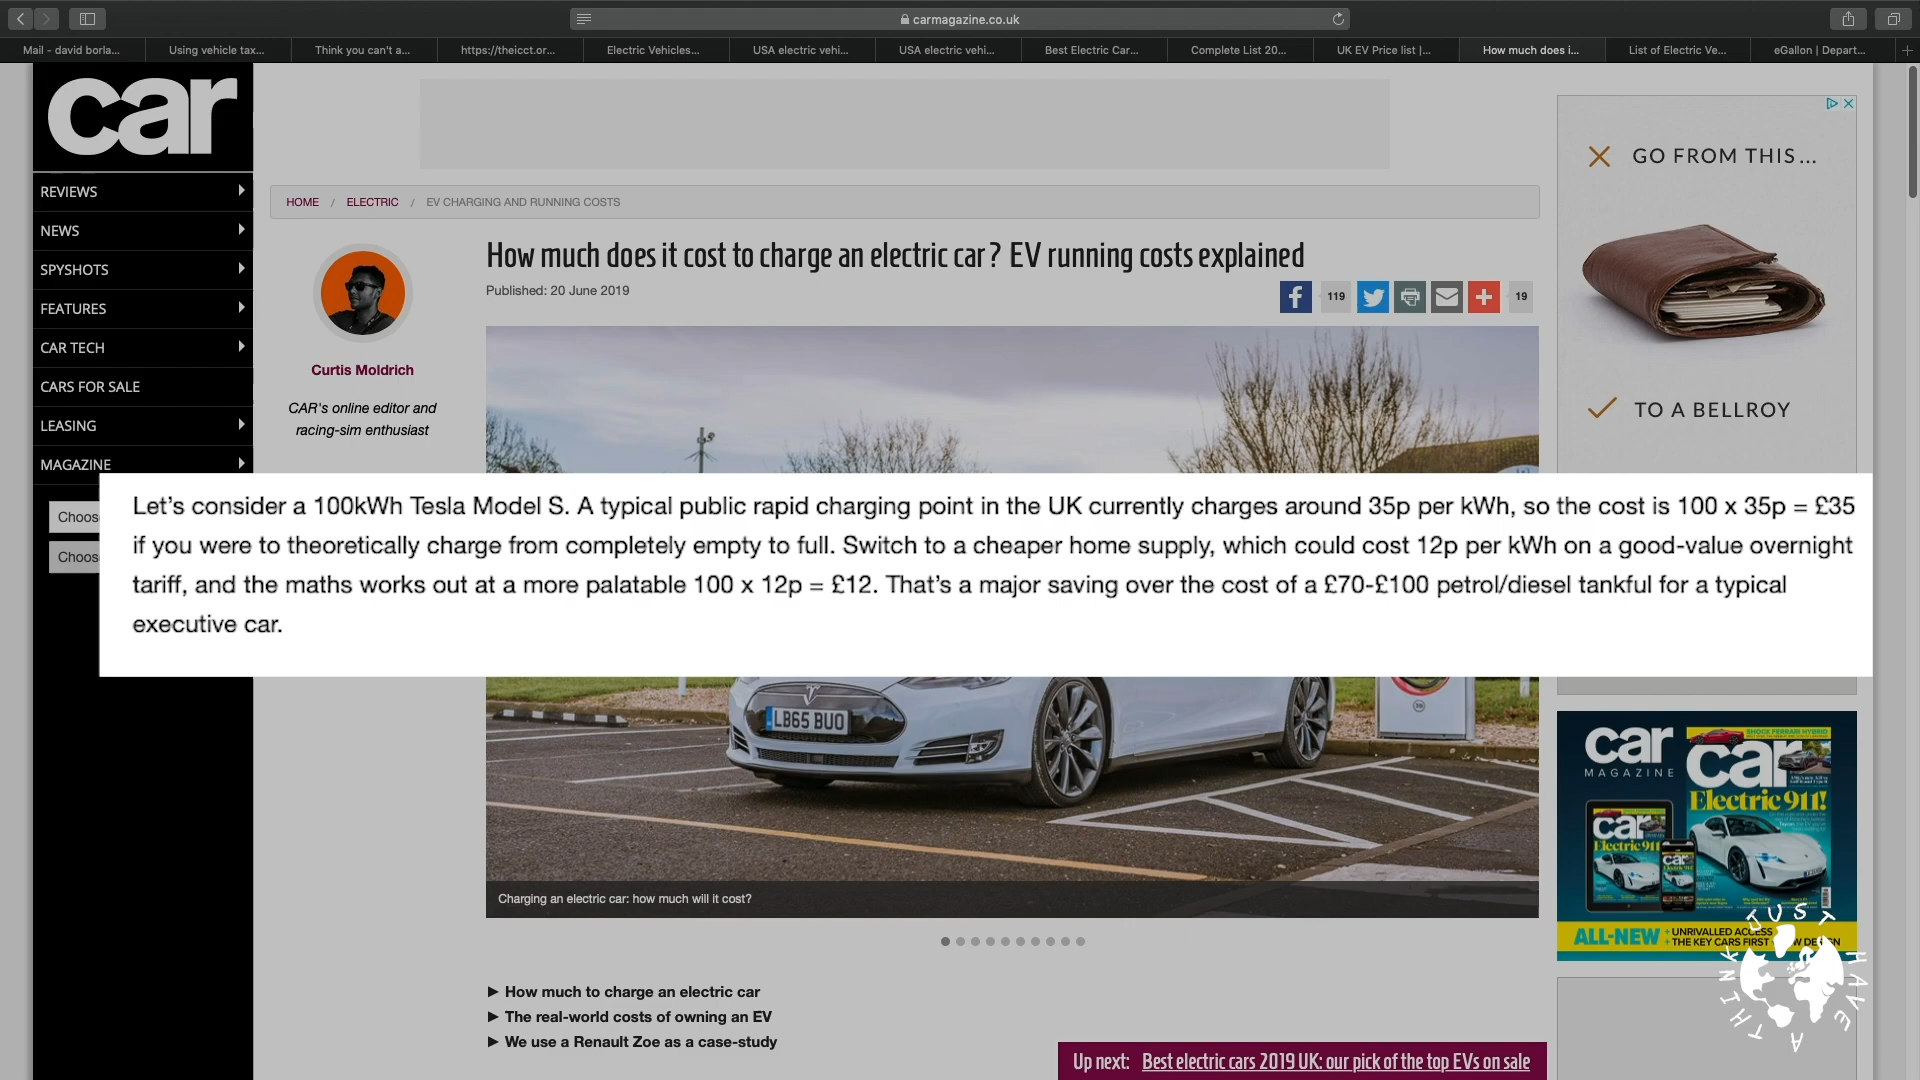 carmagazine.co.uk
Mail - david borla...
Using vehicle tax...
Think you can't a...
https://theicct.or...
Electric Vehicles...
USA electric vehi...
USA electric vehi...
Best Electric Car...
Complete List 20...
UK EV Price list |...
How much does i...
List of Electric Ve...
eGallon | Depart...
car
REVIEWS
NEWS
SPYSHOTS
FEATURES
CAR TECH
CARS FOR SALE
LEASING
MAGAZINE
Choos
Choos
HOME / ELECTRIC / EV CHARGING AND RUNNING COSTS
How much does it cost to charge an electric car? EV running costs explained
Published: 20 June 2019
119
19
Curtis Moldrich
CAR's online editor and
racing-sim enthusiast
GO FROM THIS...
TO A BELLROY
Let's consider a 100kWh Tesla Model S. A typical public rapid charging point in the UK currently charges around 35p per kWh, so the cost is 100 x 35p = £35
if you were to theoretically charge from completely empty to full. Switch to a cheaper home supply, which could cost 12p per kWh on a good-value overnight
tariff, and the maths works out at a more palatable 100 x 12p = £12. That's a major saving over the cost of a £70-£100 petrol/diesel tankful for a typical
executive car.
LB65 BUO
Charging an electric car: how much will it cost?
► How much to charge an electric car
► The real-world costs of owning an EV
► We use a Renault Zoe as a case-study
Up next: Best electric cars 2019 UK: our pick of the top EVs on sale
car
MAGAZINE
SHOCK FERRARI HYBRID
car
Electric 911!
car
Electric 911
car
ALL-NEW
+ UNRIVALLED ACCESS
+ THE KEY CARS FIRST
JUST HAVE A THINK